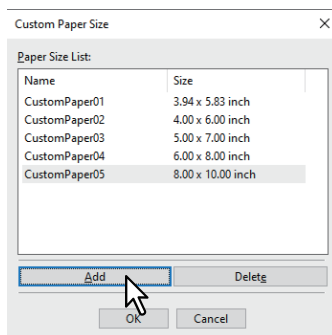 Custom Paper Size
Paper Size List:
Name Size
CustomPaper01 3.94 x 5.83 inch
CustomPaper02 4.00 x 6.00 inch
CustomPaper03 5.00 x 7.00 inch
CustomPaper04 6.00 x 8.00 inch
CustomPaper05 8.00 x 10.00 inch
Add Delete
OK Cancel